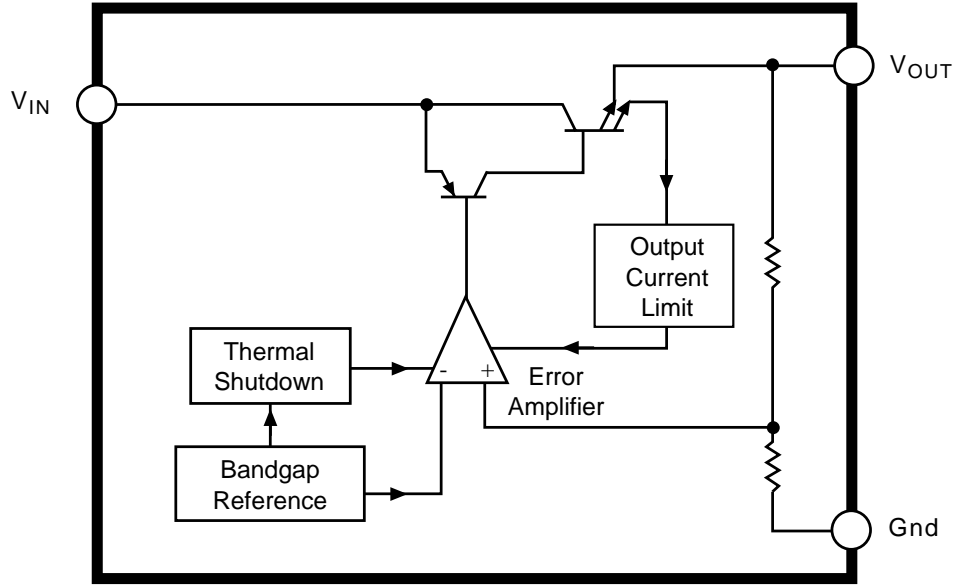 V_IN
V_OUT
Output
Current
Limit
Thermal
Shutdown
- +
Error
Amplifier
Bandgap
Reference
Gnd